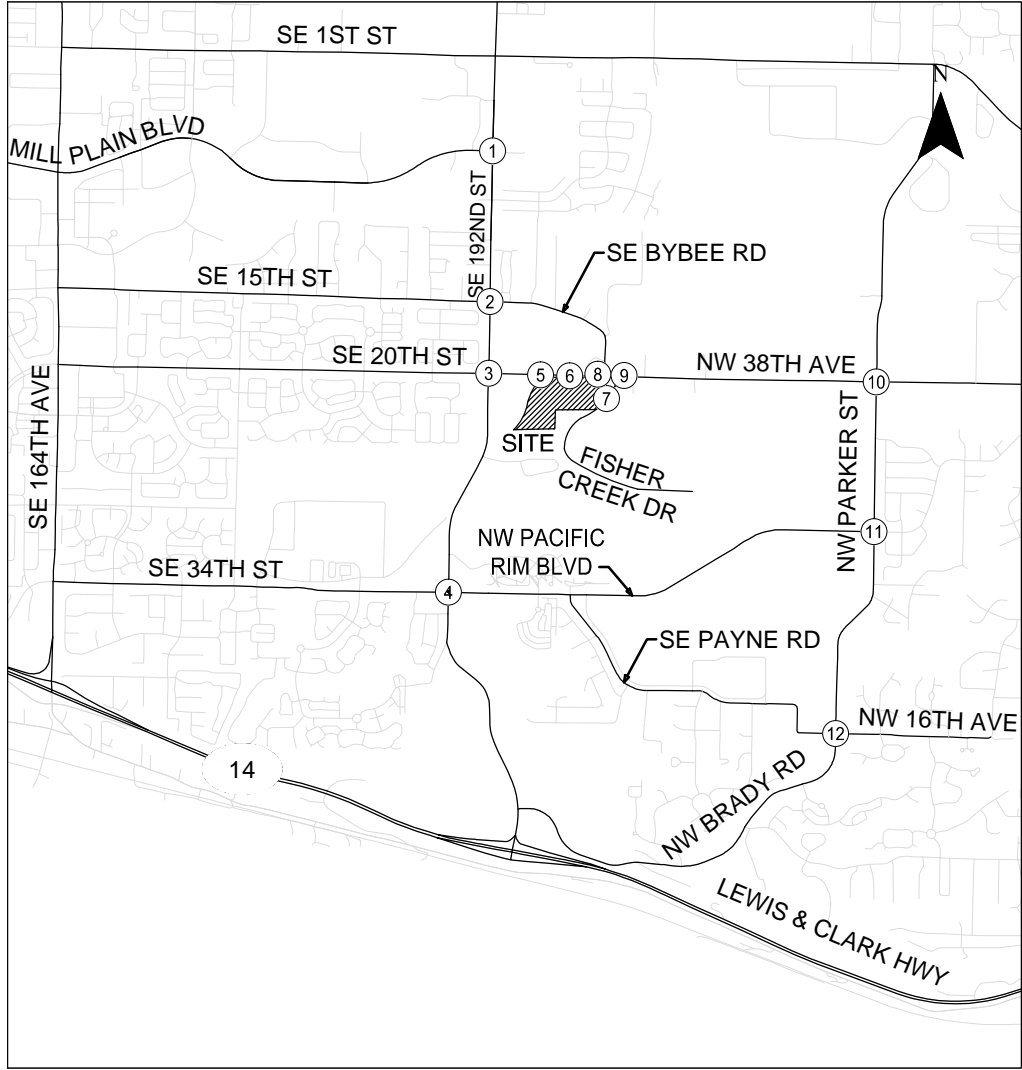 SE 1ST ST
N
MILL PLAIN BLVD
1
SE 192ND ST
SE BYBEE RD
SE 15TH ST
2
SE 20TH ST
3
5
6
8
9
NW 38TH AVE
10
7
SE 164TH AVE
SITE
FISHER
CREEK DR
NW PARKER ST
NW PACIFIC
RIM BLVD
11
SE 34TH ST
4
SE PAYNE RD
12
NW 16TH AVE
14
NW BRADY RD
LEWIS & CLARK HWY